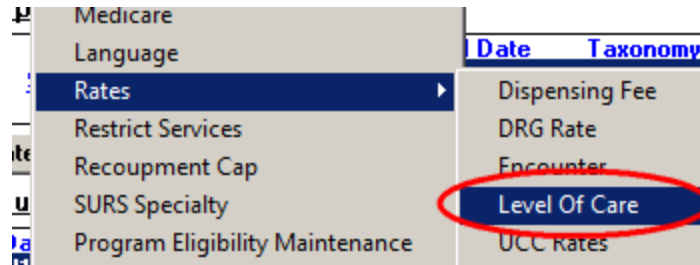 Medicare
Language
Date Taxonomy
Rates
Dispensing Fee
Restrict Services
DRG Rate
Recoupment Cap
Encounter
SURS Specialty
Level Of Care
Program Eligibility Maintenance
UCC Rates